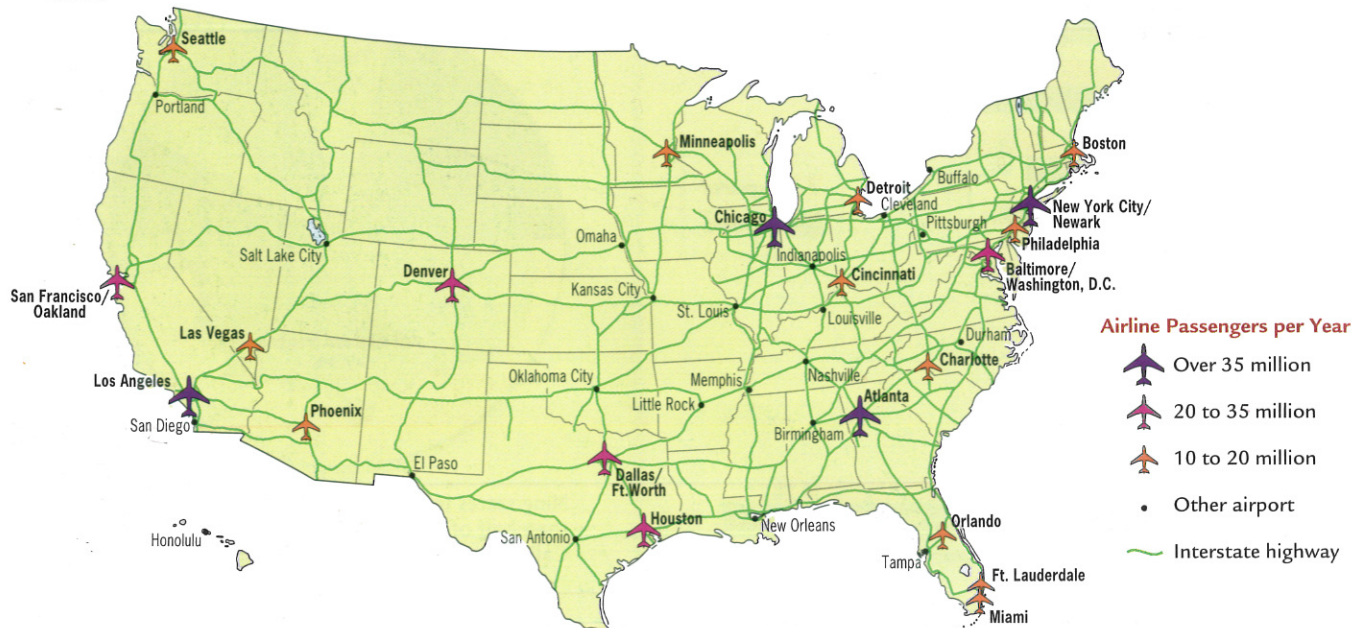 Seattle
Portland
Minneapolis
Boston
Buffalo
Detroit
Cleveland
New York City/
Newark
Chicago
Pittsburgh
Philadelphia
Omaha
Salt Lake City
Indianapolis
Baltimore/
Washington, D.C.
Denver
Cincinnati
San Francisco/
Oakland
Kansas City
St. Louis
Louisville
Las Vegas
Durham
Charlotte
Los Angeles
Oklahoma City
Memphis
Nashville
Little Rock
Atlanta
Phoenix
San Diego
Birmingham
El Paso
Dallas/
Ft.Worth
Houston
New Orleans
Orlando
Honolulu
San Antonio
Tampa
Ft. Lauderdale
Miami
Airline Passengers per Year
Over 35 million
20 to 35 million
10 to 20 million
Other airport
Interstate highway